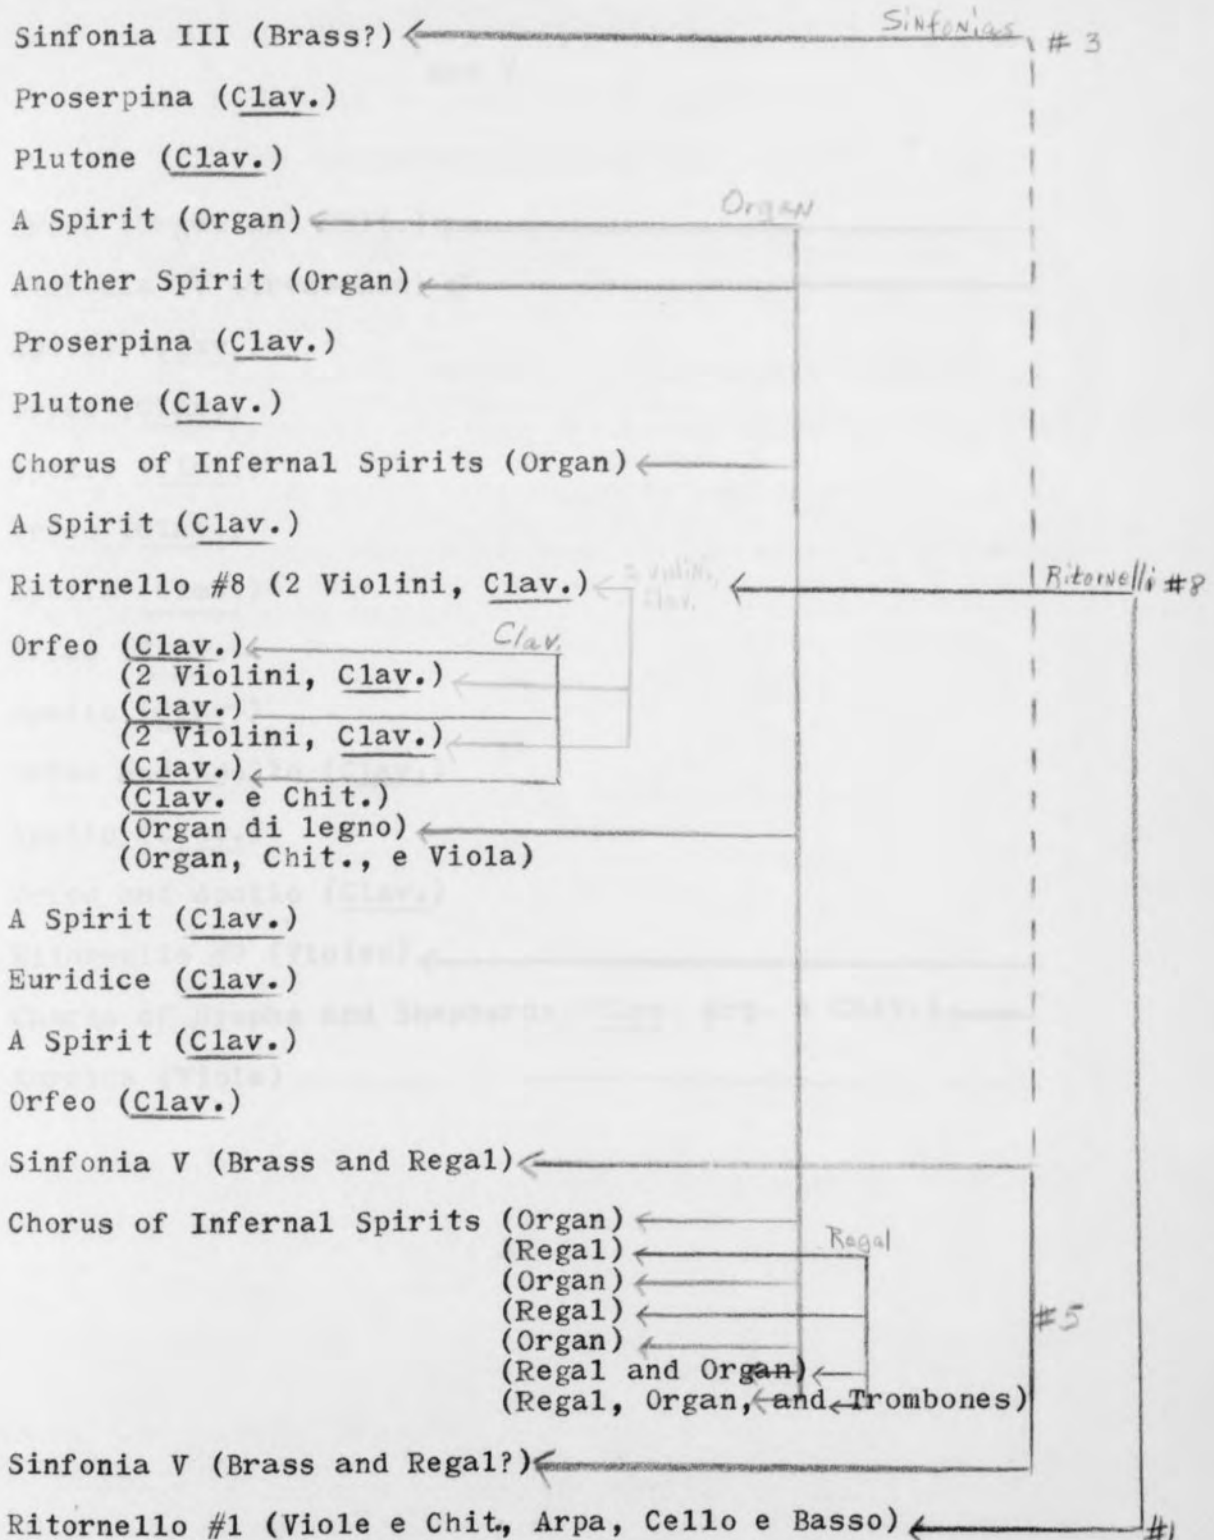 Sinfonia III (Brass?) Sinfonias #3
Proserpina (Clav.)
Plutone (Clav.)
A Spirit (Organ) Organ
Another Spirit (Organ)
Proserpina (Clav.)
Plutone (Clav.)
Chorus of Infernal Spirits (Organ)
A Spirit (Clav.)
Ritornello #8 (2 Violini, Clav.) 2 Violini, Clav. Ritornelli #8
Orfeo (Clav.) Clav.
(2 Violini, Clav.)
(Clav.)
(2 Violini, Clav.)
(Clav.)
(Clav. e Chit.)
(Organ di legno)
(Organ, Chit., e Viola)
A Spirit (Clav.)
Euridice (Clav.)
A Spirit (Clav.)
Orfeo (Clav.)
Sinfonia V (Brass and Regal)
Chorus of Infernal Spirits (Organ)
(Regal) Regal
(Organ)
(Regal)
(Organ) #5
(Regal and Organ)
(Regal, Organ, and Trombones)
Sinfonia V (Brass and Regal?)
Ritornello #1 (Viole e Chit., Arpa, Cello e Basso) #1